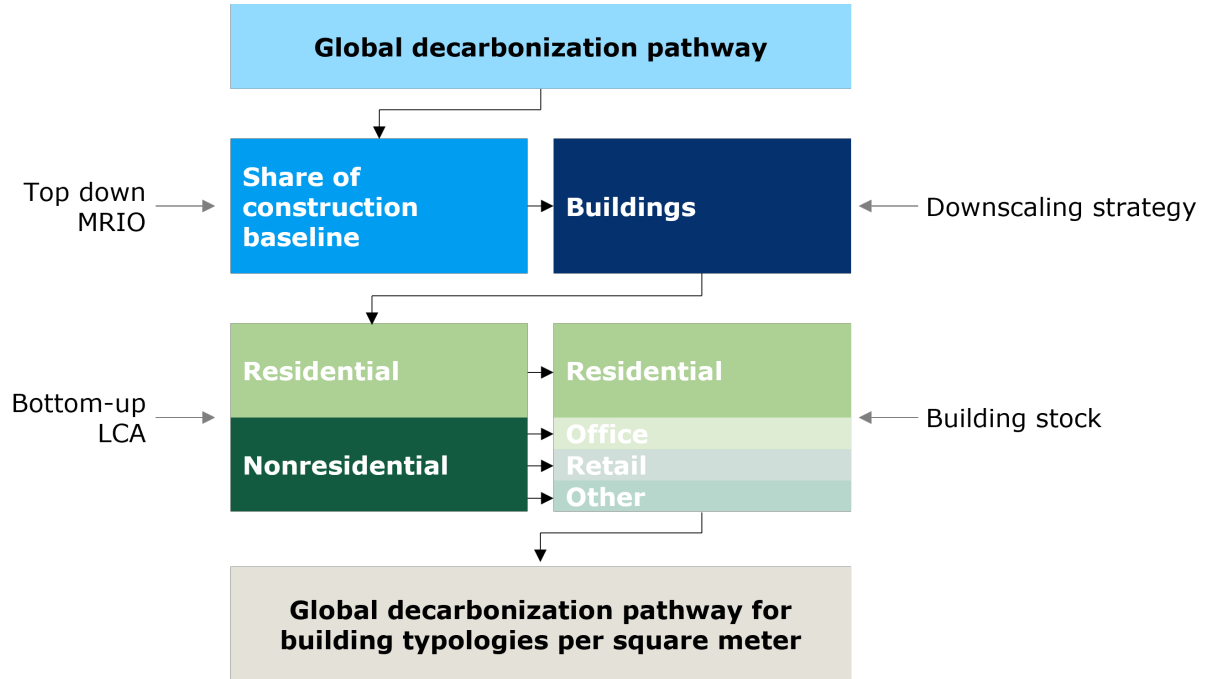 Global decarbonization pathway
Top down
MRIO
Share of
construction
baseline
Buildings
Downscaling strategy
Bottom-up
LCA
Residential
Nonresidential
Residential
Office
Retail
Other
Building stock
Global decarbonization pathway for
building typologies per square meter